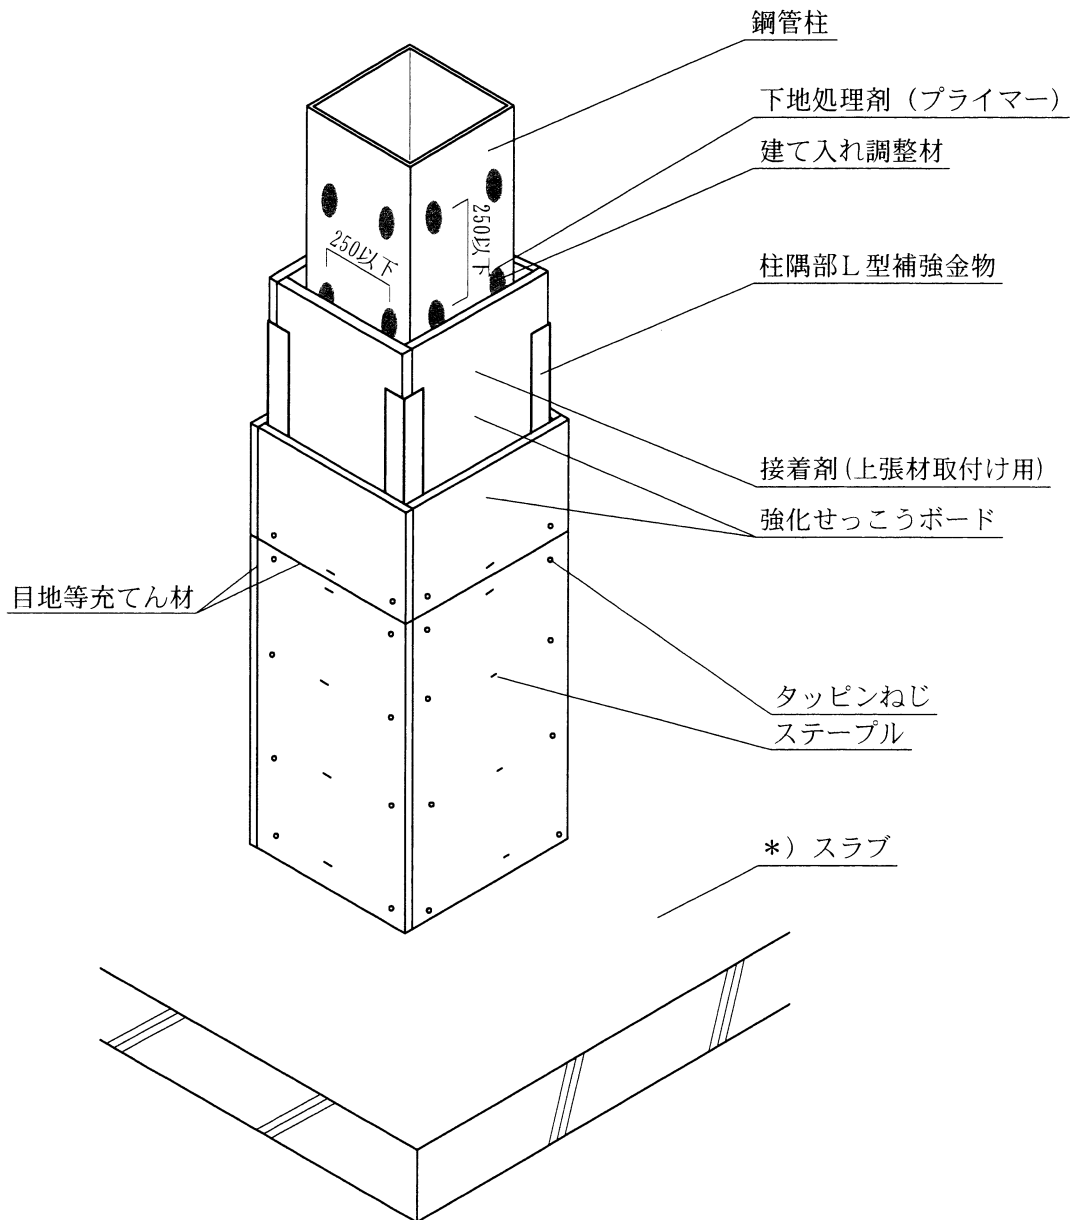 鋼管柱
下地処理剤（プライマー）
建て入れ調整材
250以下
250以下
柱隅部L型補強金物
接着剤(上張材取付け用)
強化せっこうボード
目地等充てん材
タッピンねじ
ステープル
＊）スラブ